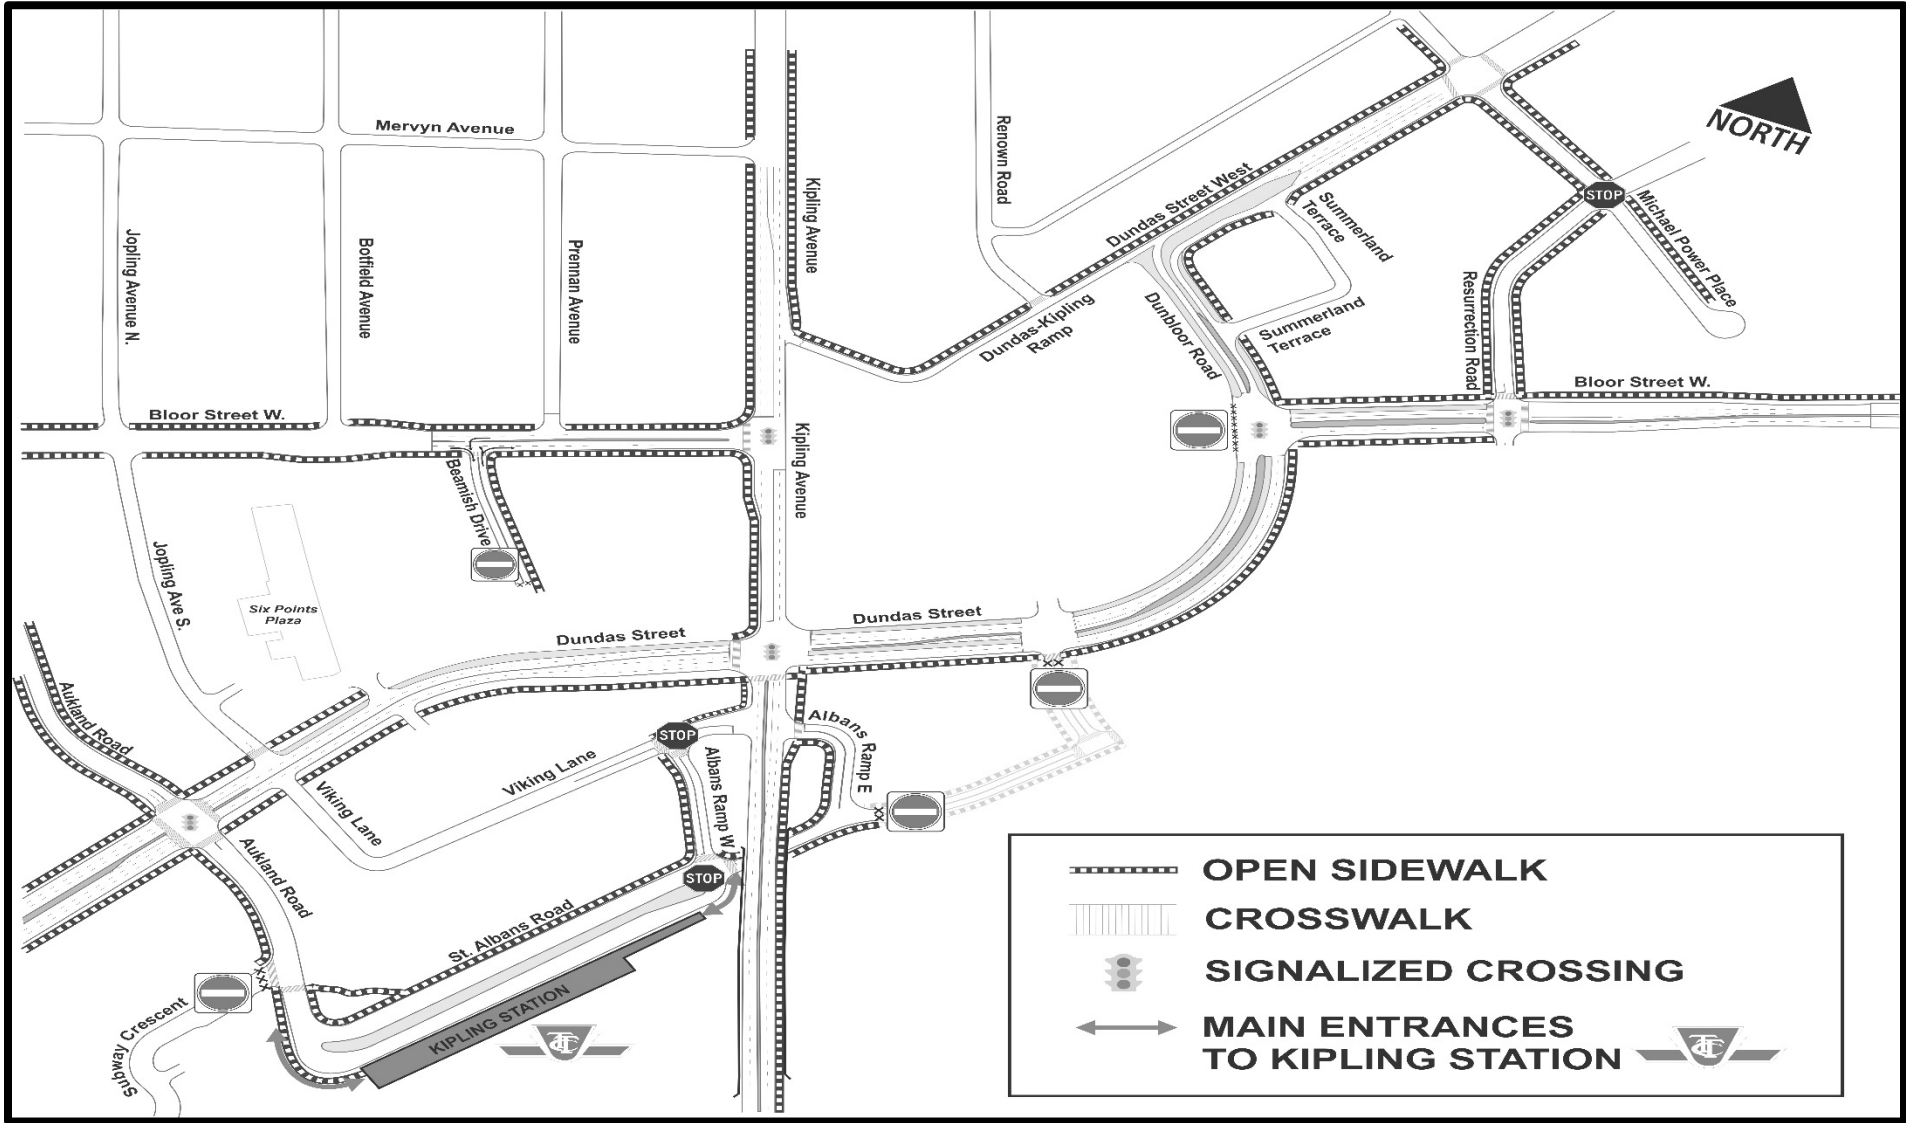 Mervyn Avenue
Renown Road
NORTH
Kipling Avenue
Dundas Street West
Summerland
Terrace
STOP
Michael Power Place
Jopling Avenue N.
Botfield Avenue
Prennan Avenue
Dundas-Kipling
Ramp
Dunbloor Road
Summerland
Terrace
Resurrection Road
Bloor Street W.
Bloor Street W.
Kipling Avenue
Beamish Drive
Jopling Ave S.
Six Points
Plaza
Dundas Street
Dundas Street
Aukland Road
Albans Ramp E
STOP
Viking Lane
Albans Ramp W
Viking Lane
Aukland Road
STOP
St. Albans Road
KIPLING STATION
TTC
Subway Crescent
OPEN SIDEWALK
CROSSWALK
SIGNALIZED CROSSING
MAIN ENTRANCES
TO KIPLING STATION
TTC